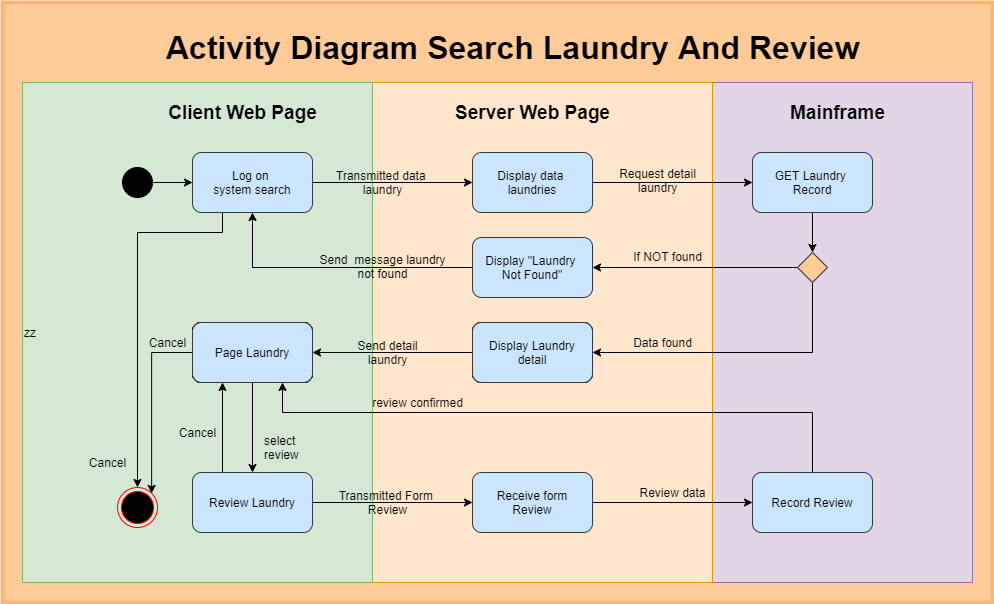 Activity Diagram Search Laundry And Review
Client Web Page
Server Web Page
Mainframe
Log on
system search
Transmitted data
laundry
Display data
laundries
Request detail
laundry
GET Laundry
Record
Send  message laundry
not found
Display "Laundry
Not Found"
If NOT found
zz
Cancel
Page Laundry
Send detail
laundry
Display Laundry
detail
Data found
review confirmed
Cancel
select
review
Cancel
Review Laundry
Transmitted Form
Review
Receive form
Review
Review data
Record Review